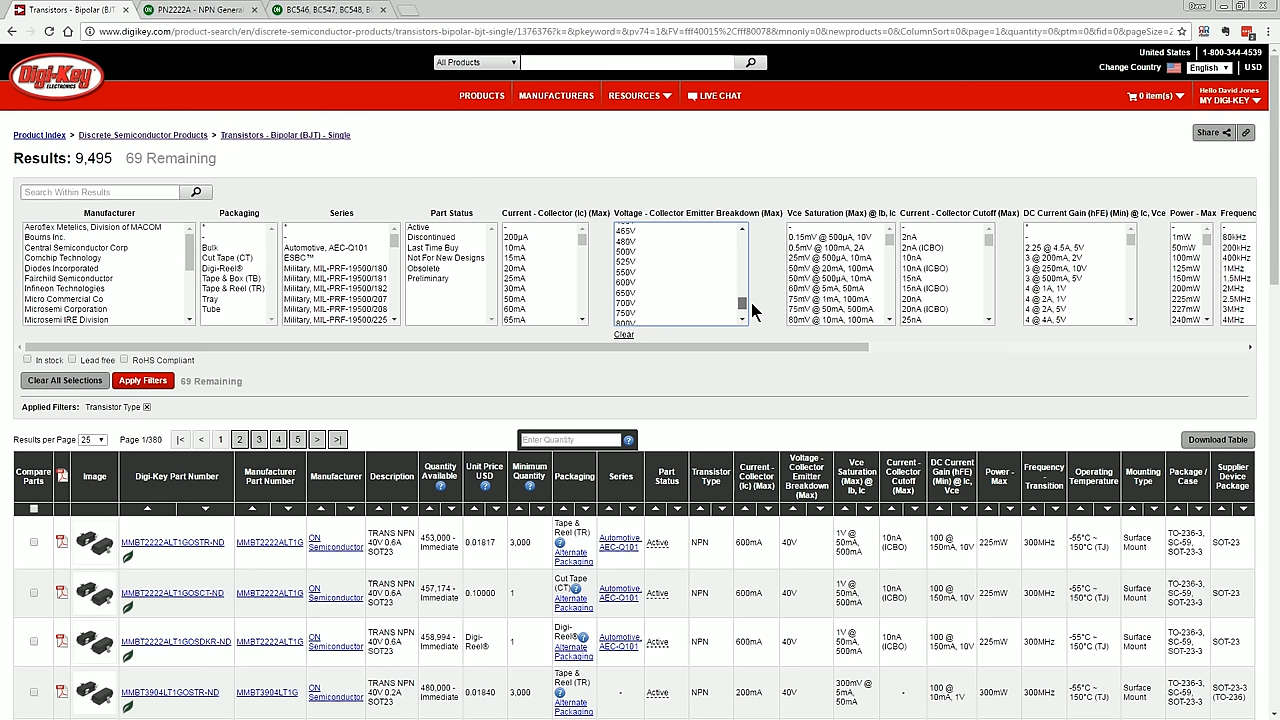 Transistors - Bipolar (BJT)
PN2222A - NPN General
BC546, BC547, BC548, B
Dave
www.digikey.com/product-search/en/discrete-semiconductor-products/transistors-bipolar-bjt-single/1376376?k=&pkeyword=&pv74=1&FV=fff40015%2Cfff80078&mnonly=0&newproducts=0&ColumnSort=0&page=1&quantity=0&ptm=0&fid=0&pageSize=2
United States | 1-800-344-4539
Change Country English USD
Digi-Key
ELECTRONICS
All Products
PRODUCTS MANUFACTURERS RESOURCES LIVE CHAT
0 item(s)
Hello David Jones
MY DIGI-KEY
Product Index > Discrete Semiconductor Products > Transistors - Bipolar (BJT) - Single
Share
Results: 9,495 69 Remaining
Search Within Results
Manufacturer Packaging Series Part Status Current - Collector (Ic) (Max) Voltage - Collector Emitter Breakdown (Max) Vce Saturation (Max) @ Ib, Ic Current - Collector Cutoff (Max) DC Current Gain (hFE) (Min) @ Ic, Vce Power - Max Frequenc
Aeroflex Metelics, Division of MACOM
Bourns Inc.
Central Semiconductor Corp
Comchip Technology
Diodes Incorporated
Fairchild Semiconductor
Infineon Technologies
Micro Commercial Co
Microsemi Corporation
Microsemi IRE Division
-
Bulk
Cut Tape (CT)
Digi-Reel®
Tape & Box (TB)
Tape & Reel (TR)
Tray
Tube
*
-
Automotive, AEC-Q101
ESBC™
Military, MIL-PRF-19500/180
Military, MIL-PRF-19500/181
Military, MIL-PRF-19500/182
Military, MIL-PRF-19500/207
Military, MIL-PRF-19500/208
Military, MIL-PRF-19500/225
Active
Discontinued
Last Time Buy
Not For New Designs
Obsolete
Preliminary
-
200µA
10mA
15mA
20mA
25mA
30mA
50mA
60mA
65mA
465V
480V
500V
525V
550V
600V
650V
700V
750V
800V
-
0.15mV @ 500µA, 10V
0.5mV @ 100mA, 2A
25mV @ 500µA, 10mA
50mV @ 20mA, 100mA
50mV @ 500µA, 10mA
60mV @ 5mA, 50mA
75mV @ 1mA, 100mA
75mV @ 10mA, 100mA
80mV @ 10mA, 100mA
-
2nA
2nA (ICBO)
10nA
10nA (ICBO)
15nA
15nA (ICBO)
20nA
20nA (ICBO)
25nA
*
-
2.25 @ 4.5A, 5V
3 @ 200mA, 2V
3 @ 250mA, 10V
3 @ 500mA, 5V
4 @ 1A, 1V
4 @ 2A, 1V
4 @ 2A, 5V
4 @ 4A, 5V
-
1mW
50mW
100mW
125mW
150mW
200mW
225mW
227mW
240mW
-
80kHz
200kHz
400kHz
1MHz
1.5MHz
2MHz
2.5MHz
3MHz
4MHz
Clear
In stock Lead free RoHS Compliant
Clear All Selections Apply Filters 69 Remaining
Applied Filters: Transistor Type
Results per Page 25 Page 1/380 |< < 1 2 3 4 5 > >|
Enter Quantity
Download Table
Compare Parts Image Digi-Key Part Number Manufacturer Part Number Manufacturer Description Quantity Available Unit Price USD Minimum Quantity Packaging Series Part Status Transistor Type Current - Collector (Ic) (Max) Voltage - Collector Emitter Breakdown (Max) Vce Saturation (Max) @ Ib, Ic Current - Collector Cutoff (Max) DC Current Gain (hFE) (Min) @ Ic, Vce Power - Max Frequency - Transition Operating Temperature Mounting Type Package / Case Supplier Device Package
MMBT2222ALT1GOSTR-ND MMBT2222ALT1G ON Semiconductor TRANS NPN 40V 0.6A SOT23 453,000 - Immediate 0.01817 3,000 Tape & Reel (TR) Alternate Packaging Automotive, AEC-Q101 Active NPN 600mA 40V 1V @ 50mA, 500mA 10nA (ICBO) 100 @ 150mA, 10V 225mW 300MHz -55°C ~ 150°C (TJ) Surface Mount TO-236-3, SC-59, SOT-23-3 SOT-23
MMBT2222ALT1GOSCT-ND MMBT2222ALT1G ON Semiconductor TRANS NPN 40V 0.6A SOT23 457,174 - Immediate 0.10000 1 Cut Tape (CT) Alternate Packaging Automotive, AEC-Q101 Active NPN 600mA 40V 1V @ 50mA, 500mA 10nA (ICBO) 100 @ 150mA, 10V 225mW 300MHz -55°C ~ 150°C (TJ) Surface Mount TO-236-3, SC-59, SOT-23-3 SOT-23
MMBT2222ALT1GOSDKR-ND MMBT2222ALT1G ON Semiconductor TRANS NPN 40V 0.6A SOT23 458,994 - Immediate Digi-Reel® 1 Digi-Reel® Alternate Packaging Automotive, AEC-Q101 Active NPN 600mA 40V 1V @ 50mA, 500mA 10nA (ICBO) 100 @ 150mA, 10V 225mW 300MHz -55°C ~ 150°C (TJ) Surface Mount TO-236-3, SC-59, SOT-23-3 SOT-23
MMBT3904LT1GOSTR-ND MMBT3904LT1G ON Semiconductor TRANS NPN 40V 0.2A SOT23 480,000 - Immediate 0.01840 3,000 Tape & Reel (TR) Alternate Packaging - Active NPN 200mA 40V 300mV @ 5mA, 50mA - 100 @ 10mA, 1V 300mW 300MHz -55°C ~ 150°C (TJ) Surface Mount TO-236-3, SC-59, SOT-23-3 SOT-23-3 (TO-236)